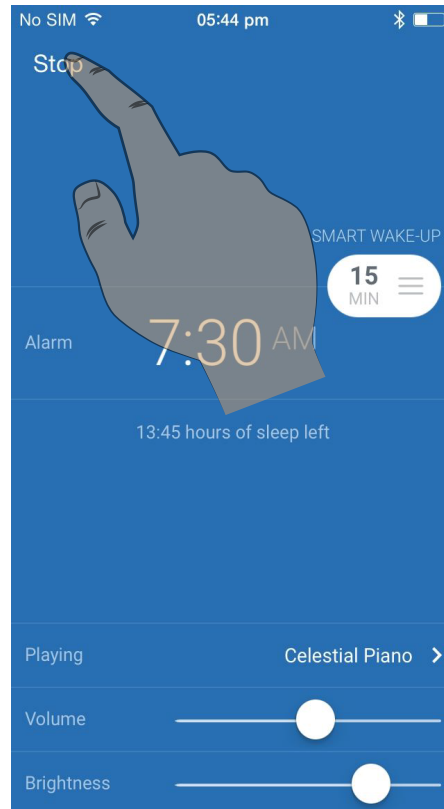 No SIM 05:44 pm
Stop
SMART WAKE-UP
15
MIN
Alarm 7:30 AM
13:45 hours of sleep left
Playing Celestial Piano
Volume
Brightness